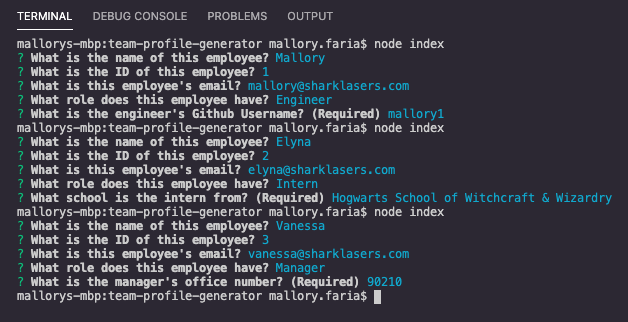 TERMINAL DEBUG CONSOLE PROBLEMS OUTPUT
mallorys-mbp:team-profile-generator mallory.faria$ node index
? What is the name of this employee? Mallory
? What is the ID of this employee? 1
? What is this employee's email? mallory@sharklasers.com
? What role does this employee have? Engineer
? What is the engineer's Github Username? (Required) mallory1
mallorys-mbp:team-profile-generator mallory.faria$ node index
? What is the name of this employee? Elyna
? What is the ID of this employee? 2
? What is this employee's email? elyna@sharklasers.com
? What role does this employee have? Intern
? What school is the intern from? (Required) Hogwarts School of Witchcraft & Wizardry
mallorys-mbp:team-profile-generator mallory.faria$ node index
? What is the name of this employee? Vanessa
? What is the ID of this employee? 3
? What is this employee's email? vanessa@sharklasers.com
? What role does this employee have? Manager
? What is the manager's office number? (Required) 90210
mallorys-mbp:team-profile-generator mallory.faria$